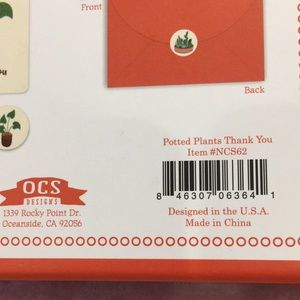 Front
Back
Potted Plants Thank You
Item #NCS62
8 46307 06364 1
OCS
DESIGNS
1339 Rocky Point Dr.
Oceanside, CA 92056
Designed in the U.S.A.
Made in China